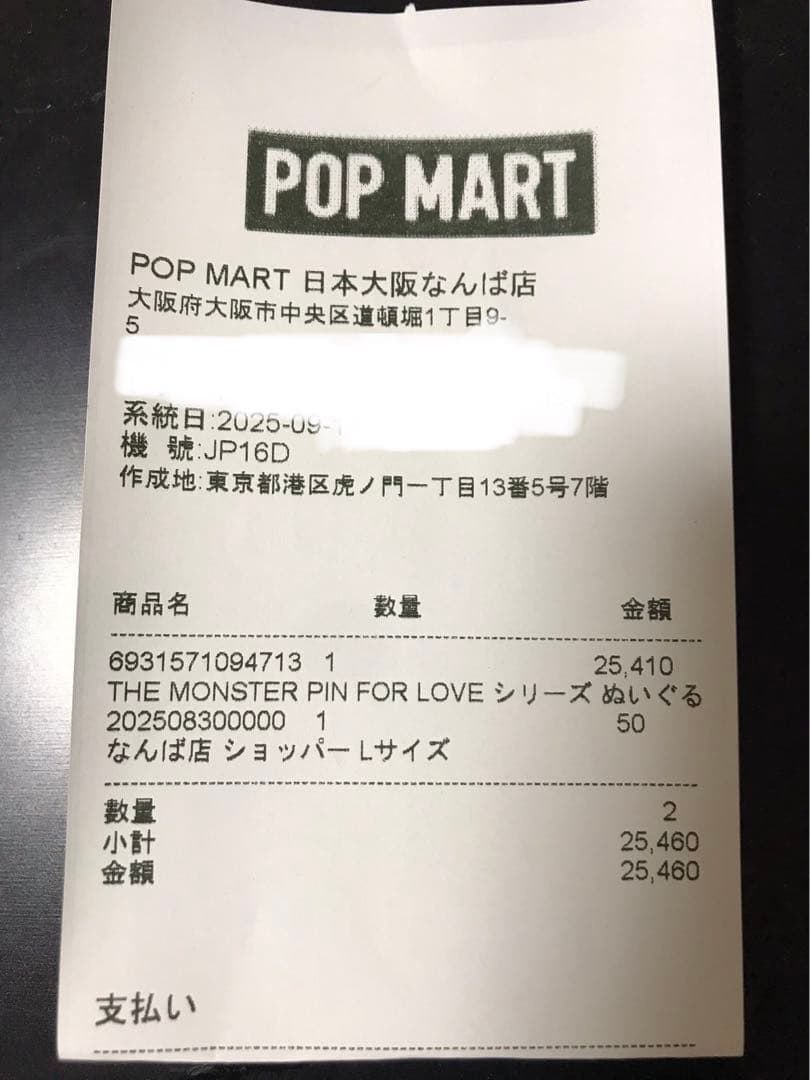 POP MART
POP MART 日本大阪なんば店
大阪府大阪市中央区道頓堀1丁目9-
5
系統日:2025-09-
機 號:JP16D
作成地:東京都港区虎ノ門一丁目13番5号7階
商品名 数量 金額
6931571094713 1 25,410
THE MONSTER PIN FOR LOVE シリーズ ぬいぐる
202508300000 1 50
なんば店 ショッパー Lサイズ
数量 2
小計 25,460
金額 25,460
支払い